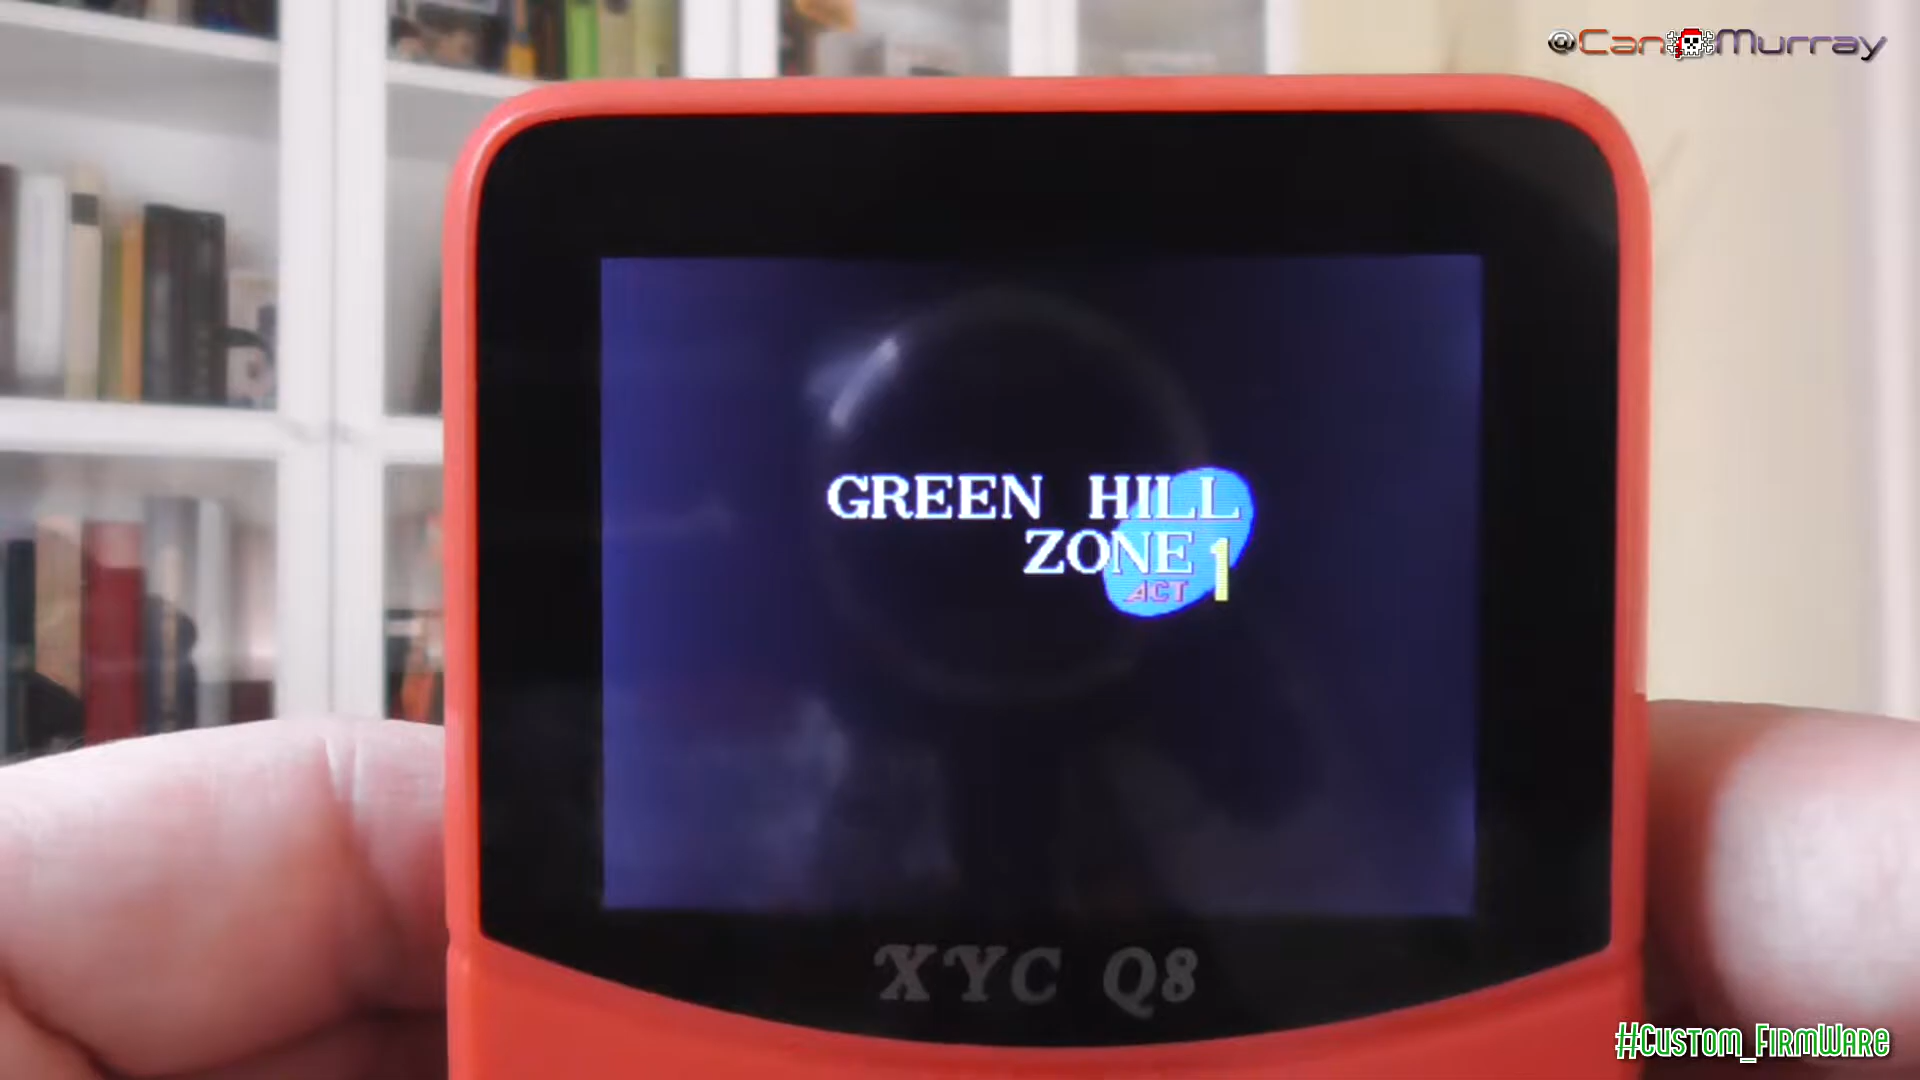 @CanMurray
GREEN HILL
ZONE 1
ACT
XYC Q8
#Custom_Firmware